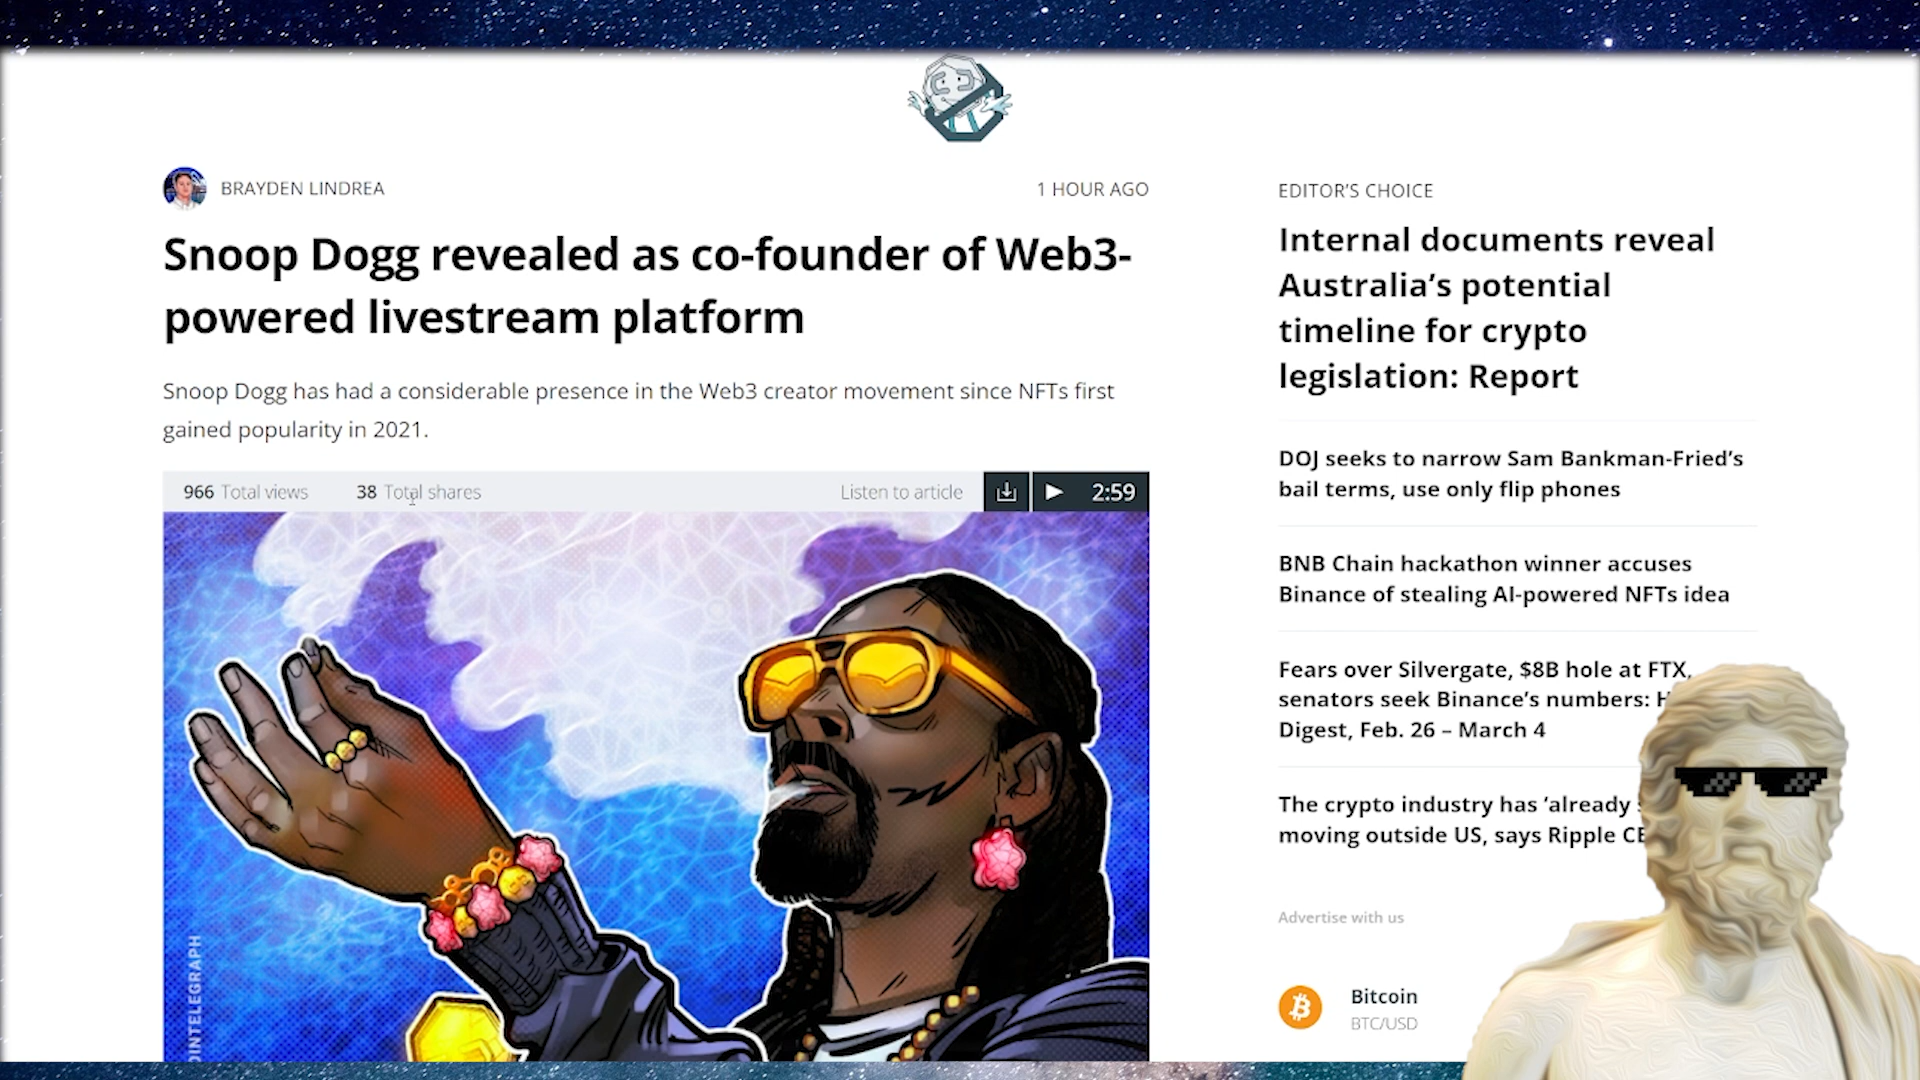 BRAYDEN LINDREA
1 HOUR AGO
Snoop Dogg revealed as co-founder of Web3-
powered livestream platform
Snoop Dogg has had a considerable presence in the Web3 creator movement since NFTs first
gained popularity in 2021.
966 Total views
38 Total shares
Listen to article
2:59
OINTELEGRAPH
EDITOR'S CHOICE
Internal documents reveal
Australia’s potential
timeline for crypto
legislation: Report
DOJ seeks to narrow Sam Bankman-Fried’s
bail terms, use only flip phones
BNB Chain hackathon winner accuses
Binance of stealing AI-powered NFTs idea
Fears over Silvergate, $8B hole at FTX,
senators seek Binance’s numbers:
Digest, Feb. 26 – March 4
The crypto industry has ‘already
moving outside US, says Ripple
Advertise with us
Bitcoin
BTC/USD